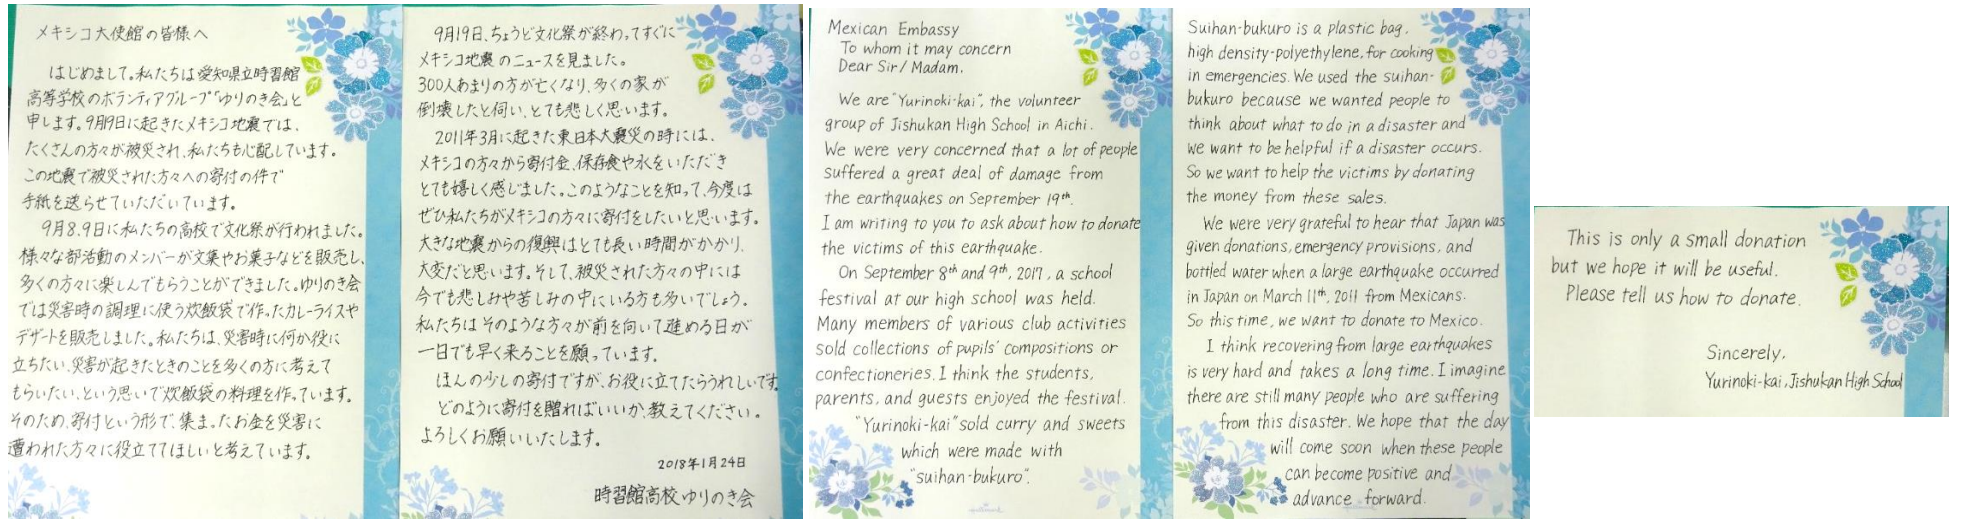 メキシコ大使館の皆様へ
はじめまして。私たちは愛知県立時習館
高等学校のボランティアグループ「ゆりのき会」と
申します。9月19日に起きたメキシコ地震では、
たくさんの方々が被災され、私たちも心配しています。
この地震で被災された方々への寄付の件で
手紙を送らせていただいています。
9月8.9日に私たちの高校で文化祭が行われました。
様々な部活動のメンバーが文集やお菓子などを販売し、
多くの方々に楽しんでもらうことができました。ゆりのき会
では災害時の調理に使う炊飯袋で作ったカレーライスや
デザートを販売しました。私たちは、災害時に何か役に
立ちたい、災害が起きたときのことを多くの方に考えて
もらいたい、という思いで炊飯袋の料理を作っています。
そのため、寄付という形で、集まったお金を災害に
遭われた方々に役立ててほしいと考えています。
9月19日、ちょうど文化祭が終わってすぐに
メキシコ地震のニュースを見ました。
300人あまりの方が亡くなり、多くの家が
倒壊したと伺い、とても悲しく思います。
2011年3月に起きた東日本大震災の時には、
メキシコの方々から寄付金、保存食や水をいただき
とても嬉しく感じました。このようなことを知って、今度は
ぜひ私たちがメキシコの方々に寄付をしたいと思います。
大きな地震からの復興はとても長い時間がかかり、
大変だと思います。そして、被災された方々の中には
今でも悲しみや苦しみの中にいる方も多いでしょう。
私たちはそのような方々が前を向いて進める日が
一日でも早く来ることを願っています。
ほんの少しの寄付ですが、お役に立てたらうれしいです。
どのように寄付を贈ればいいか、教えてください。
よろしくお願いいたします。
2018年1月24日
時習館高校ゆりのき会
Mexican Embassy
To whom it may concern
Dear Sir/Madam.
We are "Yurinoki-kai", the volunteer
group of Jishukan High School in Aichi.
We were very concerned that a lot of people
suffered a great deal of damage from
the earthquakes on September 19th.
I am writing to you to ask about how to donate
the victims of this earthquake.
On September 8th and 9th, 2017, a school
festival at our high school was held.
Many members of various club activities
sold collections of pupils' compositions or
confectioneries. I think the students,
parents, and guests enjoyed the festival.
"Yurinoki-kai" sold curry and sweets
which were made with
"suihan-bukuro".
Hallmark
Suihan-bukuro is a plastic bag.
high density-polyethylene, for cooking
in emergencies. We used the suihan-
bukuro because we wanted people to
think about what to do in a disaster and
we want to be helpful if a disaster occurs.
So we want to help the victims by donating
the money from these sales.
We were very grateful to hear that Japan was
given donations, emergency provisions, and
bottled water when a large earthquake occurred
in Japan on March 11th, 2011 from Mexicans.
So this time, we want to donate to Mexico.
I think recovering from large earthquakes
is very hard and takes a long time. I imagine
there are still many people who are suffering
from this disaster. We hope that the day
will come soon when these people
can become positive and
advance forward.
This is only a small donation
but we hope it will be useful.
Please tell us how to donate.
Sincerely,
Yurinoki-kai, Jishukan High School